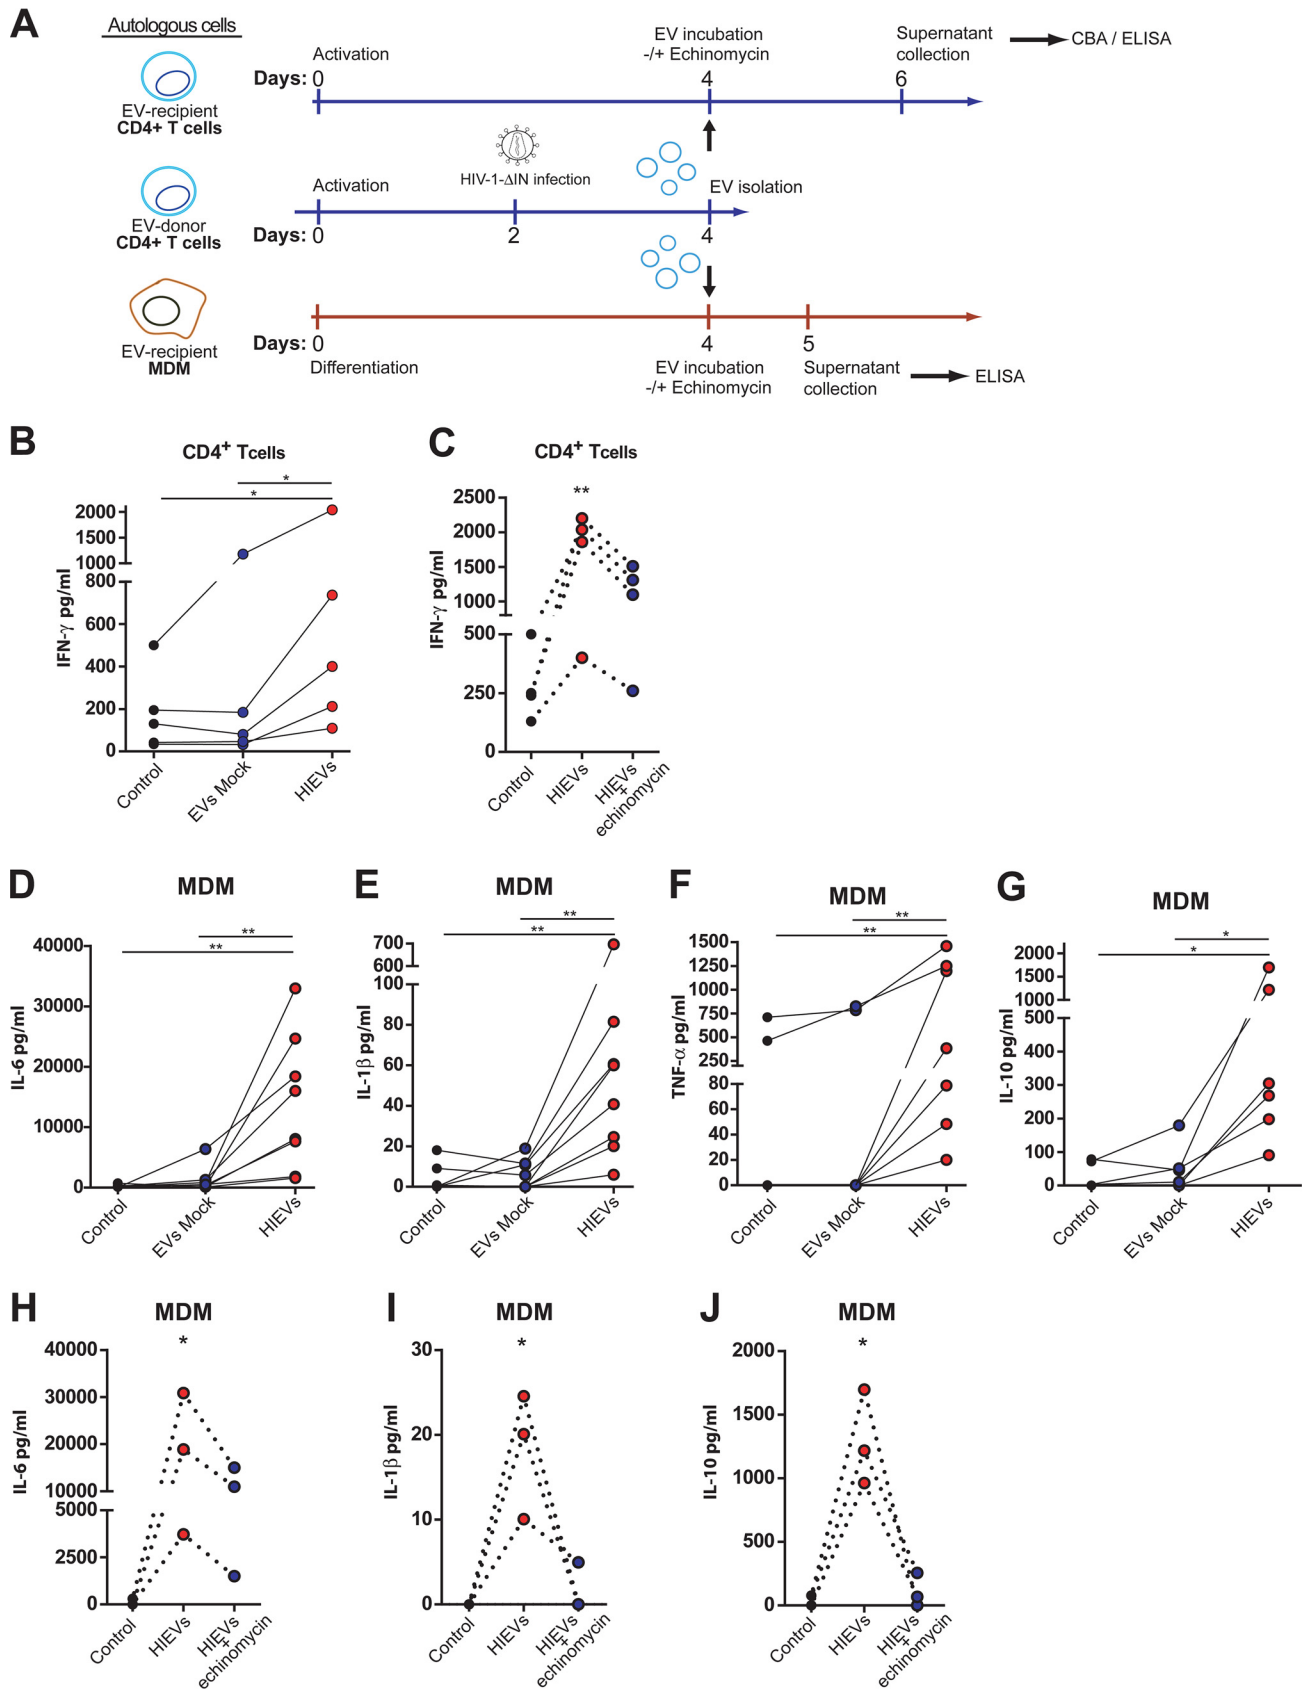 A
Autologous cells
EV-recipient
CD4+ T cells
Activation
EV incubation
-/+ Echinomycin
Supernatant
collection
CBA / ELISA
Days: 0
4
6
HIV-1-ΔIN infection
EV-donor
CD4+ T cells
Activation
EV isolation
Days: 0
2
4
EV-recipient
MDM
Days: 0
4
5
Differentiation
EV incubation
-/+ Echinomycin
Supernatant
collection
ELISA
B
CD4+ Tcells
*
*
IFN-γ pg/ml
2000
1500
1000
800
600
400
200
0
Control
EVs Mock
HIEVs
C
CD4+ Tcells
**
IFN-γ pg/ml
2500
2000
1500
1000
500
250
0
Control
HIEVs
HIEVs
+
echinomycin
D
MDM
**
**
IL-6 pg/ml
40000
30000
20000
10000
0
Control
EVs Mock
HIEVs
E
MDM
**
**
IL-1β pg/ml
700
600
100
80
60
40
20
0
Control
EVs Mock
HIEVs
F
MDM
**
**
TNF-α pg/ml
1500
1250
1000
750
500
250
80
60
40
20
0
Control
EVs Mock
HIEVs
G
MDM
*
*
IL-10 pg/ml
2000
1500
1000
500
400
300
200
100
0
Control
EVs Mock
HIEVs
H
MDM
*
IL-6 pg/ml
40000
30000
20000
10000
5000
2500
0
Control
HIEVs
HIEVs
+
echinomycin
I
MDM
*
IL-1β pg/ml
30
20
10
0
Control
HIEVs
HIEVs
+
echinomycin
J
MDM
*
IL-10 pg/ml
2000
1500
1000
500
0
Control
HIEVs
HIEVs
+
echinomycin